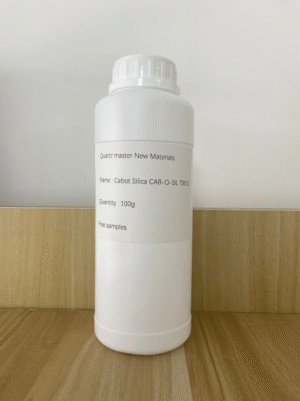 Quartz master New Materials
Name : Cabot Silica CAB-O-SIL
Quantity : 100g
Free samples